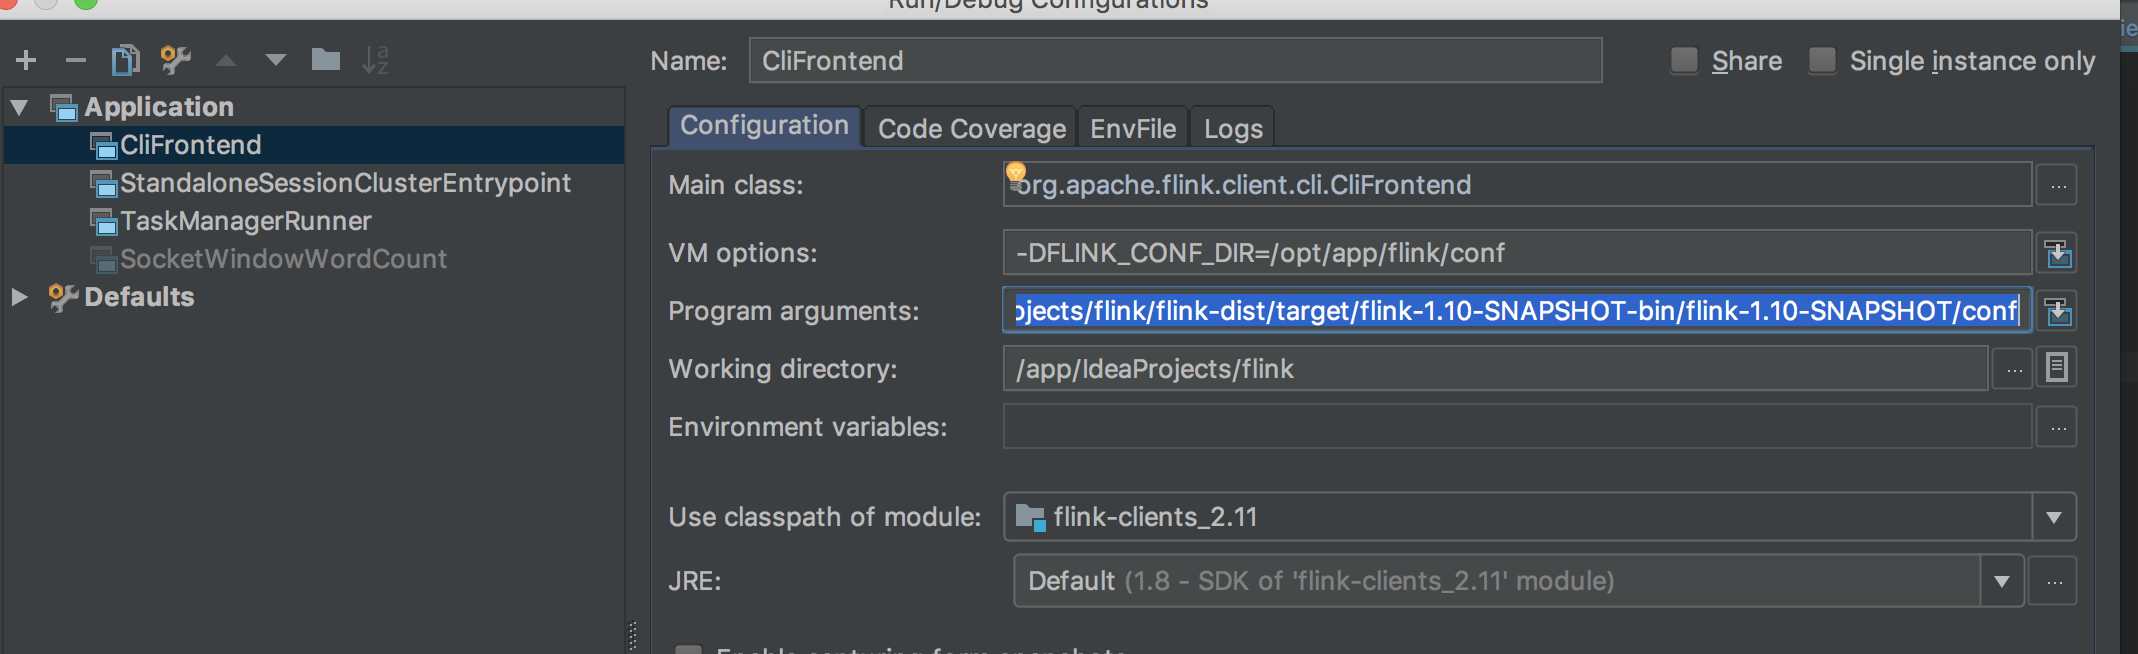 Run/Debug Configurations
Name: CliFrontend Share Single instance only
Application
CliFrontend
StandaloneSessionClusterEntrypoint
TaskManagerRunner
SocketWindowWordCount
Defaults
Configuration Code Coverage EnvFile Logs
Main class: org.apache.flink.client.cli.CliFrontend ...
VM options: -DFLINK_CONF_DIR=/opt/app/flink/conf
Program arguments: ojects/flink/flink-dist/target/flink-1.10-SNAPSHOT-bin/flink-1.10-SNAPSHOT/conf
Working directory: /app/IdeaProjects/flink ...
Environment variables: ...
Use classpath of module: flink-clients_2.11
JRE: Default (1.8 - SDK of 'flink-clients_2.11' module) ...
Enable capturing form snapshots